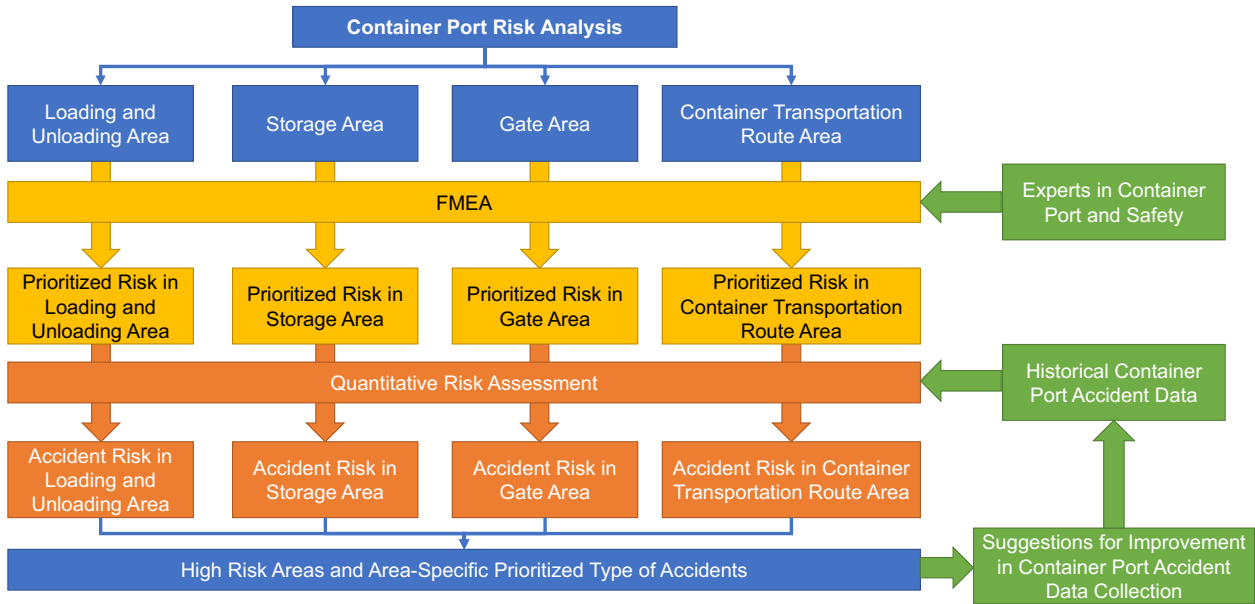 Container Port Risk Analysis
Loading and
Unloading Area
Storage Area
Gate Area
Container Transportation
Route Area
FMEA
Experts in Container
Port and Safety
Prioritized Risk in
Loading and
Unloading Area
Prioritized Risk in
Storage Area
Prioritized Risk in
Gate Area
Prioritized Risk in
Container Transportation
Route Area
Quantitative Risk Assessment
Historical Container
Port Accident Data
Accident Risk in
Loading and
Unloading Area
Accident Risk in
Storage Area
Accident Risk in
Gate Area
Accident Risk in Container
Transportation Route Area
High Risk Areas and Area-Specific Prioritized Type of Accidents
Suggestions for Improvement
in Container Port Accident
Data Collection